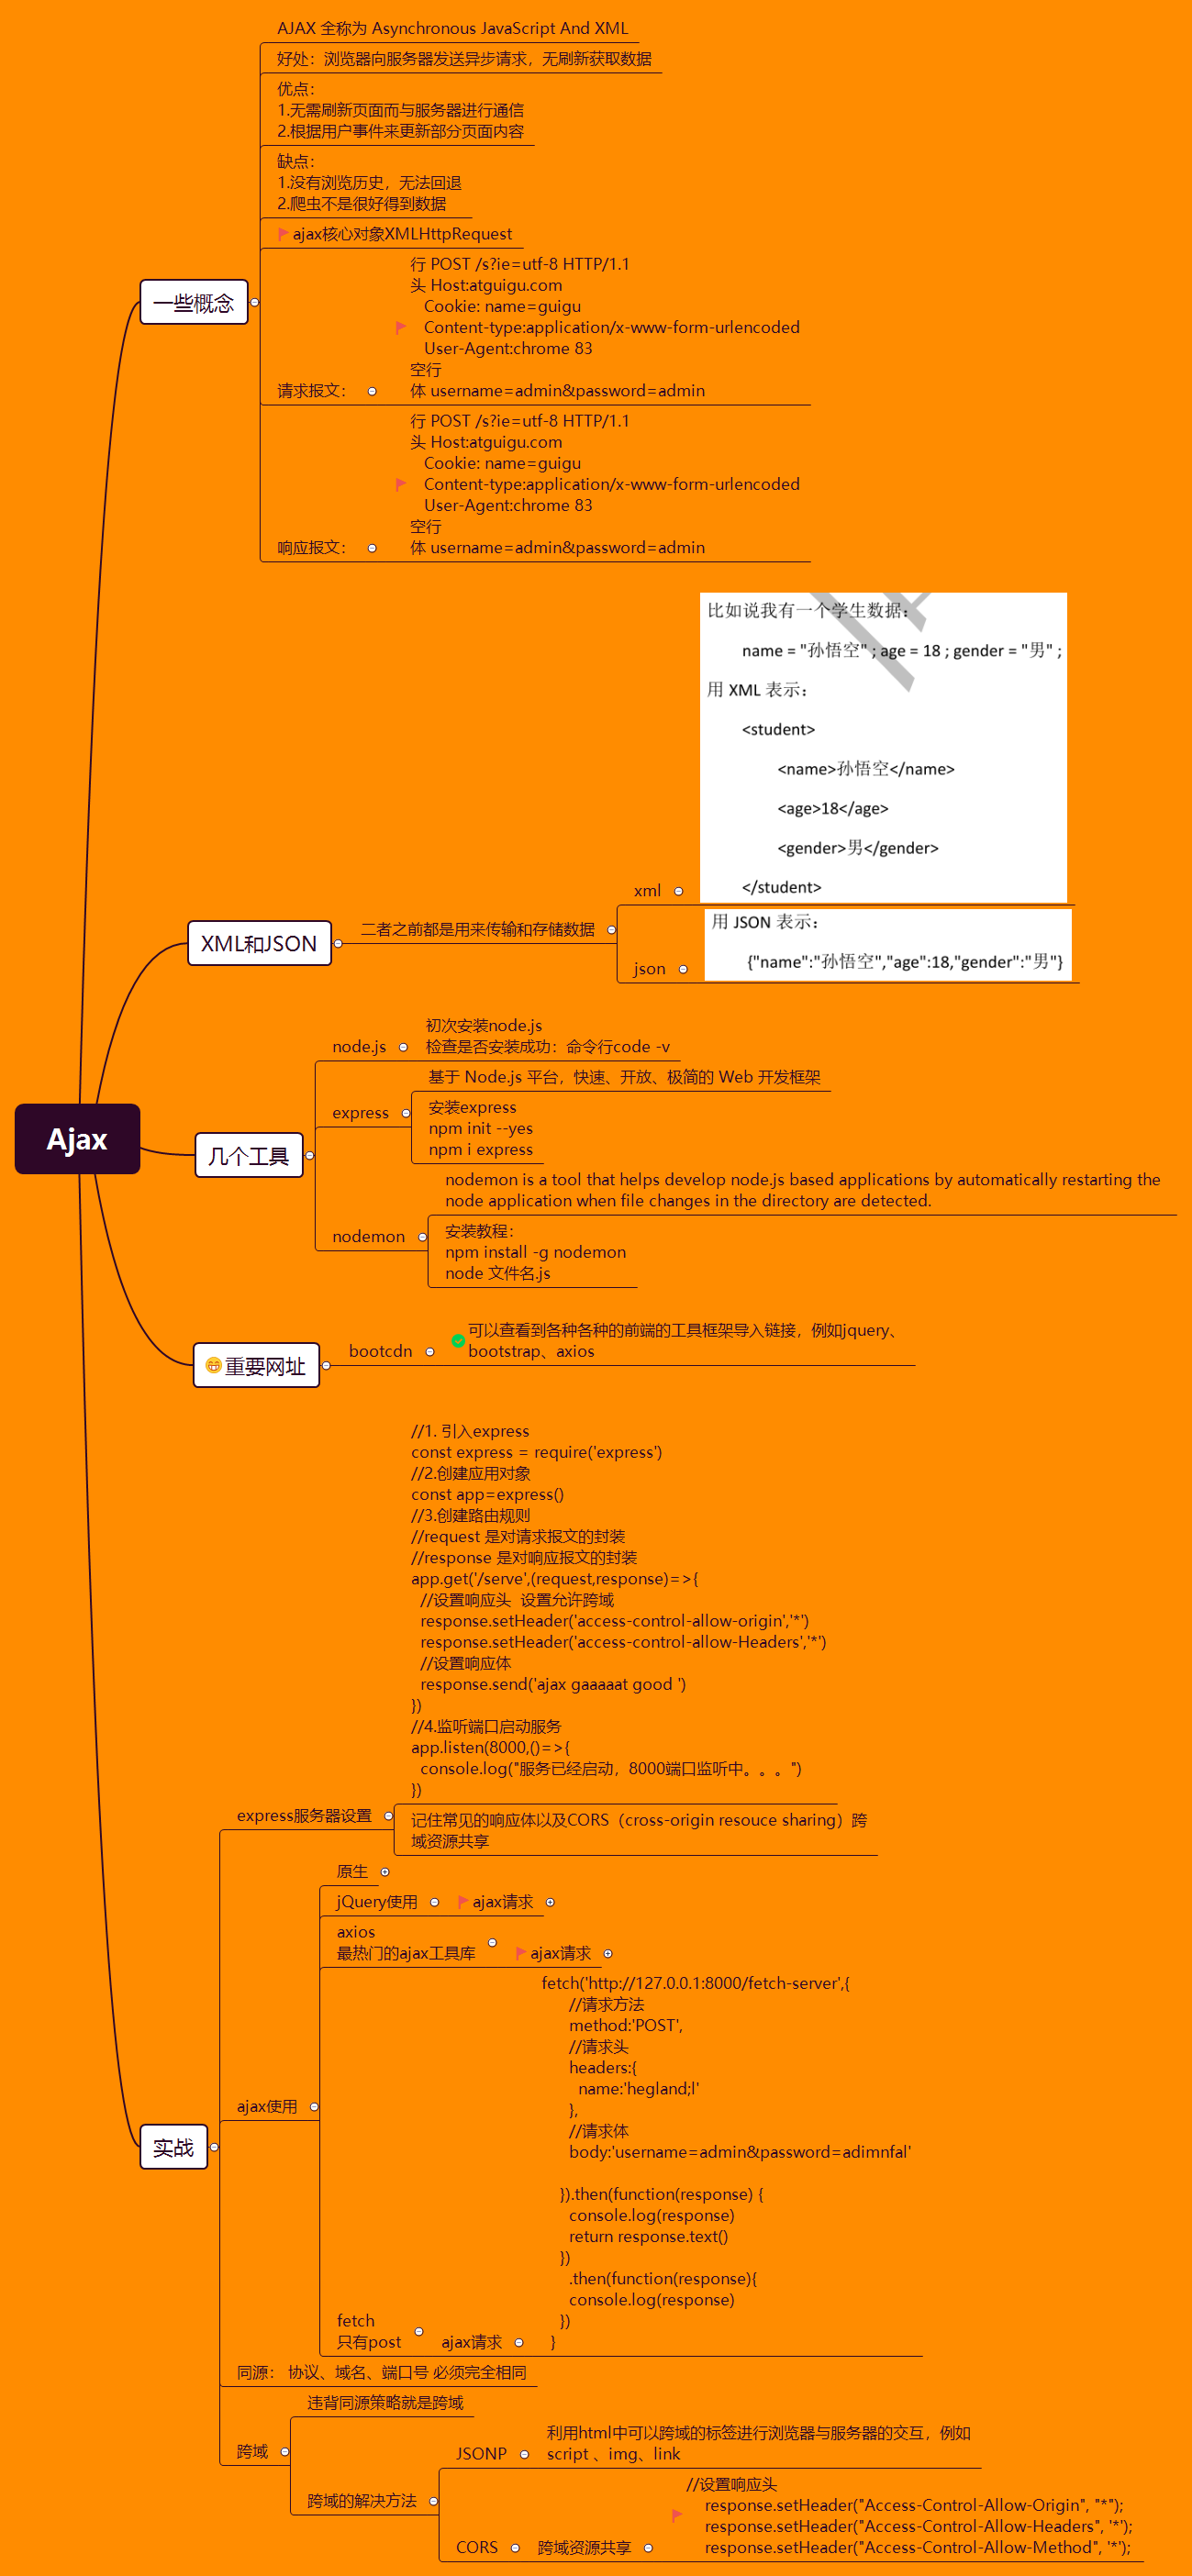 AJAX 全称为 Asynchronous JavaScript And XML
好处：浏览器向服务器发送异步请求，无刷新获取数据
优点：
1.无需刷新页面而与服务器进行通信
2.根据用户事件来更新部分页面内容
缺点：
1.没有浏览历史，无法回退
2.爬虫不是很好得到数据
ajax核心对象XMLHttpRequest
一些概念
行 POST /s?ie=utf-8 HTTP/1.1
头 Host:atguigu.com
Cookie: name=guigu
Content-type:application/x-www-form-urlencoded
User-Agent:chrome 83
空行
请求报文：
体 username=admin&password=admin
行 POST /s?ie=utf-8 HTTP/1.1
头 Host:atguigu.com
Cookie: name=guigu
Content-type:application/x-www-form-urlencoded
User-Agent:chrome 83
空行
响应报文：
体 username=admin&password=admin
比如说我有一个学生数据：
name = "孙悟空" ; age = 18 ; gender = "男" ;
用 XML 表示：
<student>
<name>孙悟空</name>
<age>18</age>
<gender>男</gender>
</student>
xml
XML和JSON
二者之前都是用来传输和存储数据
用 JSON 表示：
{"name":"孙悟空","age":18,"gender":"男"}
json
Ajax
几个工具
node.js
初次安装node.js
检查是否安装成功：命令行code -v
express
基于 Node.js 平台，快速、开放、极简的 Web 开发框架
安装express
npm init --yes
npm i express
nodemon
nodemon is a tool that helps develop node.js based applications by automatically restarting the
node application when file changes in the directory are detected.
安装教程：
npm install -g nodemon
node 文件名.js
重要网址
bootcdn
可以查看到各种各种的前端的工具框架导入链接，例如jquery、
bootstrap、axios
//1. 引入express
const express = require('express')
//2.创建应用对象
const app=express()
//3.创建路由规则
//request 是对请求报文的封装
//response 是对响应报文的封装
app.get('/serve',(request,response)=>{
//设置响应头  设置允许跨域
response.setHeader('access-control-allow-origin','*')
response.setHeader('access-control-allow-Headers','*')
//设置响应体
response.send('ajax gaaaaat good ')
})
//4.监听端口启动服务
app.listen(8000,()=>{
console.log("服务已经启动，8000端口监听中。。。")
})
express服务器设置
记住常见的响应体以及CORS（cross-origin resouce sharing）跨
域资源共享
原生
jQuery使用
ajax请求
axios
最热门的ajax工具库
ajax请求
ajax使用
实战
fetch('http://127.0.0.1:8000/fetch-server',{
//请求方法
method:'POST',
//请求头
headers:{
name:'hegland;l'
},
//请求体
body:'username=admin&password=adimnfal'
}).then(function(response) {
console.log(response)
return response.text()
})
.then(function(response){
console.log(response)
})
}
fetch
只有post
ajax请求
同源： 协议、域名、端口号 必须完全相同
跨域
违背同源策略就是跨域
跨域的解决方法
JSONP
利用html中可以跨域的标签进行浏览器与服务器的交互，例如
script 、img、link
CORS
跨域资源共享
//设置响应头
response.setHeader("Access-Control-Allow-Origin", "*");
response.setHeader("Access-Control-Allow-Headers", '*');
response.setHeader("Access-Control-Allow-Method", '*');